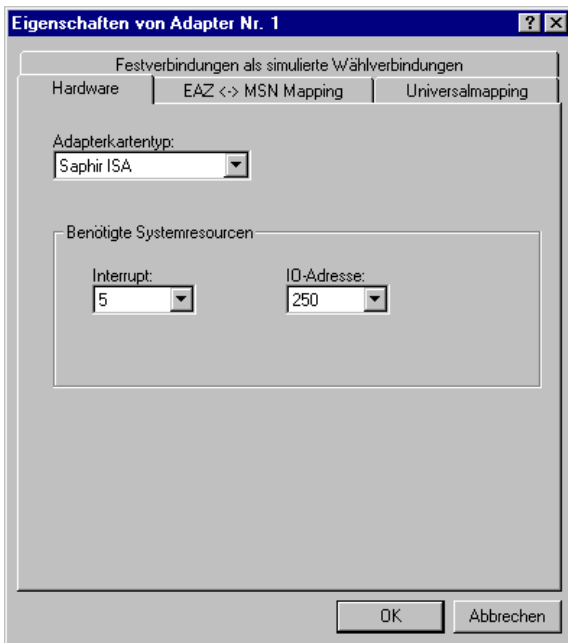 Eigenschaften von Adapter Nr. 1
Festverbindungen als simulierte Wählverbindungen
Hardware EAZ <-> MSN Mapping Universalmapping
Adapterkartentyp:
Saphir ISA
Benötigte Systemresourcen
Interrupt: IO-Adresse:
5 250
OK Abbrechen